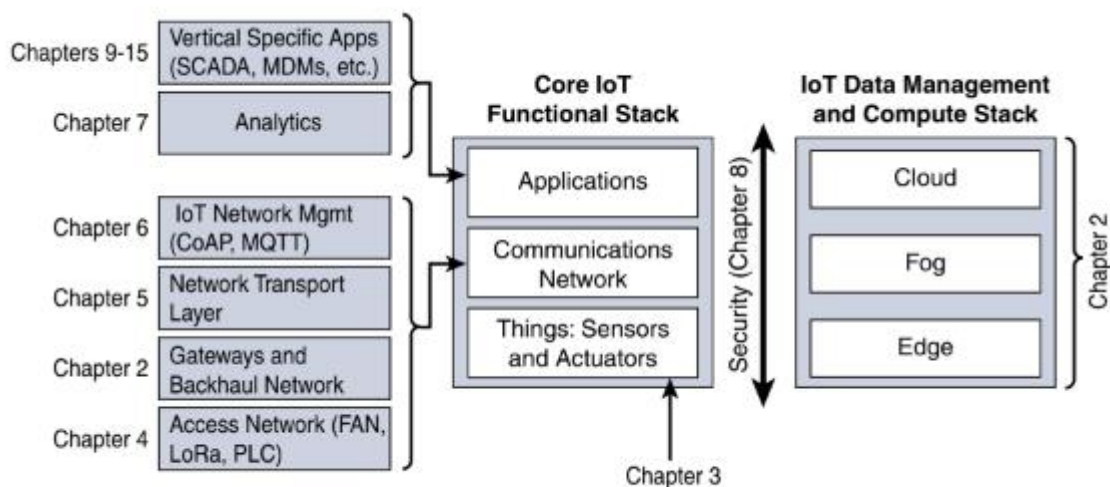 Chapters 9-15
Vertical Specific Apps
(SCADA, MDMs, etc.)
Chapter 7
Analytics
Chapter 6
IoT Network Mgmt
(CoAP, MQTT)
Chapter 5
Network Transport
Layer
Chapter 2
Gateways and
Backhaul Network
Chapter 4
Access Network (FAN,
LoRa, PLC)
Core IoT
Functional Stack
Applications
Communications
Network
Things: Sensors
and Actuators
Chapter 3
Security (Chapter 8)
IoT Data Management
and Compute Stack
Cloud
Fog
Edge
Chapter 2